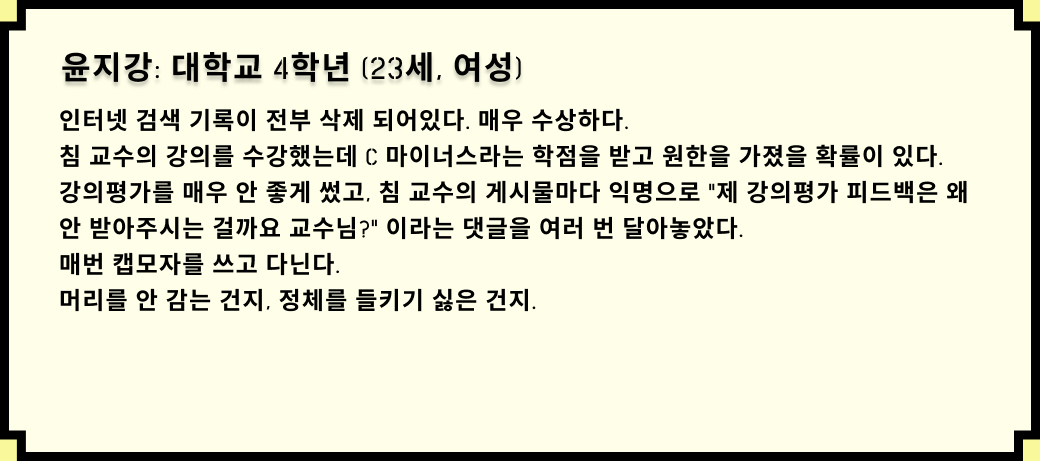 윤지강: 대학교 4학년 (23세, 여성)
인터넷 검색 기록이 전부 삭제 되어있다. 매우 수상하다.
침 교수의 강의를 수강했는데 C 마이너스라는 학점을 받고 원한을 가졌을 확률이 있다.
강의평가를 매우 안 좋게 썼고, 침 교수의 게시물마다 익명으로 "제 강의평가 피드백은 왜
안 받아주시는 걸까요 교수님?" 이라는 댓글을 여러 번 달아놓았다.
매번 캡모자를 쓰고 다닌다.
머리를 안 감는 건지, 정체를 들키기 싫은 건지.